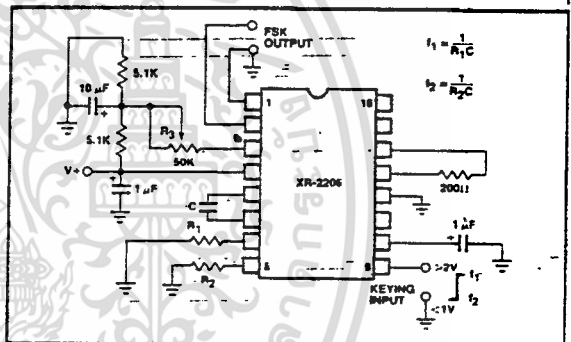 FSK
OUTPUT
f₁ = 1/R₁C
f₂ = 1/R₂C
5.1K
10 µF
+
5.1K
R₃
50K
V+
+
1 µF
C
R₁
R₂
1
8
16
9
XR-2206
200Ω
1 µF
+
KEYING
INPUT
>2V
<1V
f₁
f₂